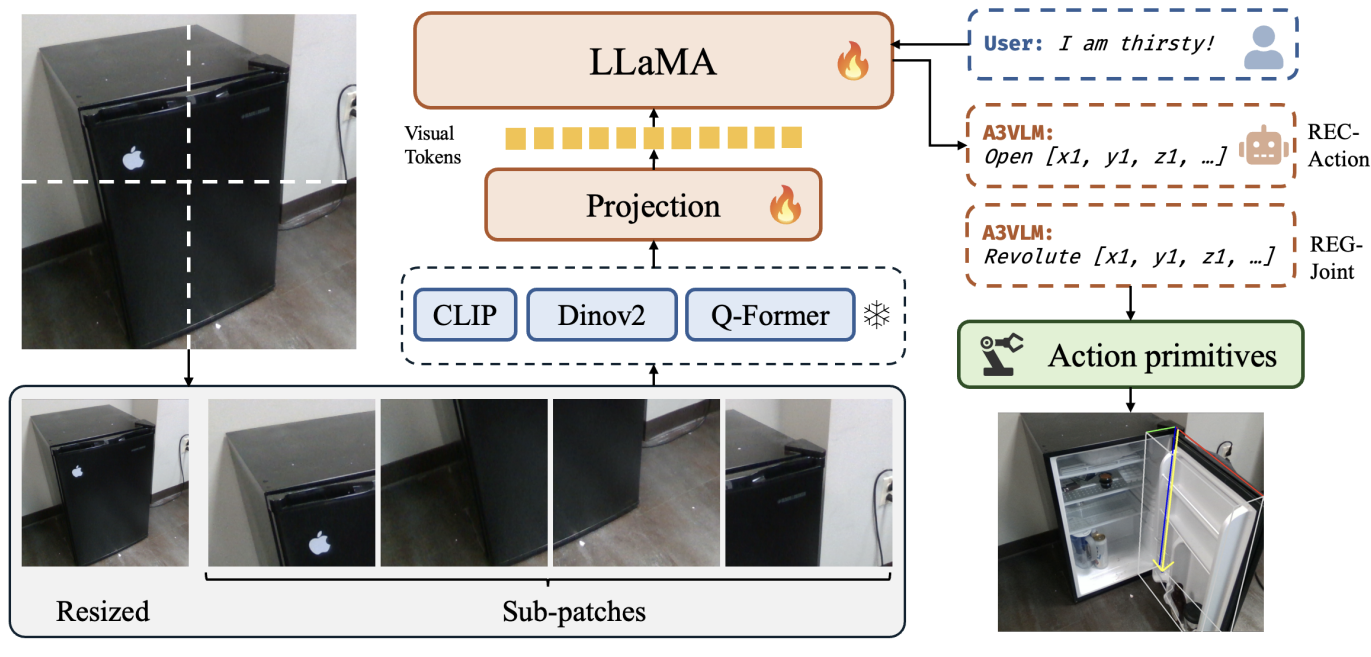 LLaMA
User: I am thirsty!
Visual
Tokens
A3VLM:
Open [x1, y1, z1, …]
REC-
Action
Projection
A3VLM:
Revolute [x1, y1, z1, …]
REG-
Joint
CLIP
Dinov2
Q-Former
Action primitives
Resized
Sub-patches